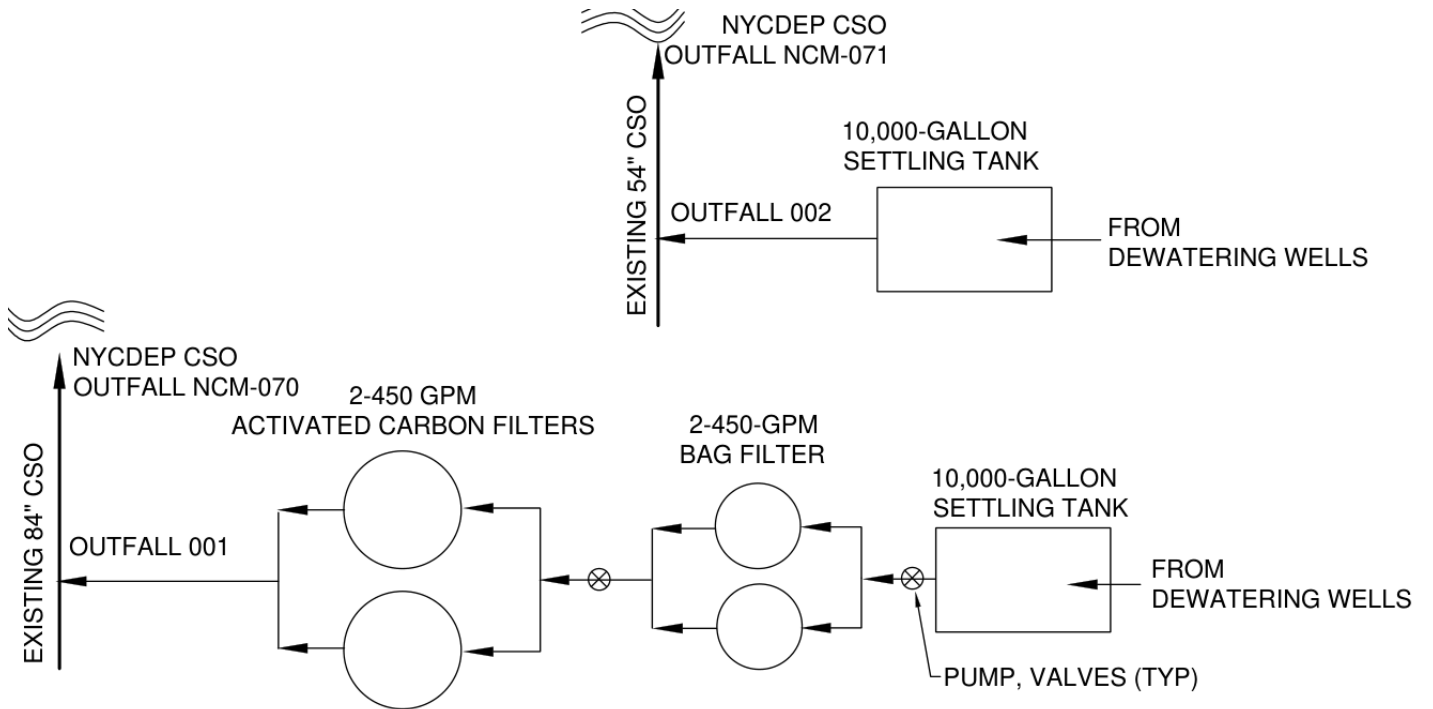 NYCDEP CSO
OUTFALL NCM-071
EXISTING 54" CSO
10,000-GALLON
SETTLING TANK
OUTFALL 002
FROM
DEWATERING WELLS
NYCDEP CSO
OUTFALL NCM-070
EXISTING 84" CSO
2-450 GPM
ACTIVATED CARBON FILTERS
2-450-GPM
BAG FILTER
10,000-GALLON
SETTLING TANK
OUTFALL 001
FROM
DEWATERING WELLS
PUMP, VALVES (TYP)